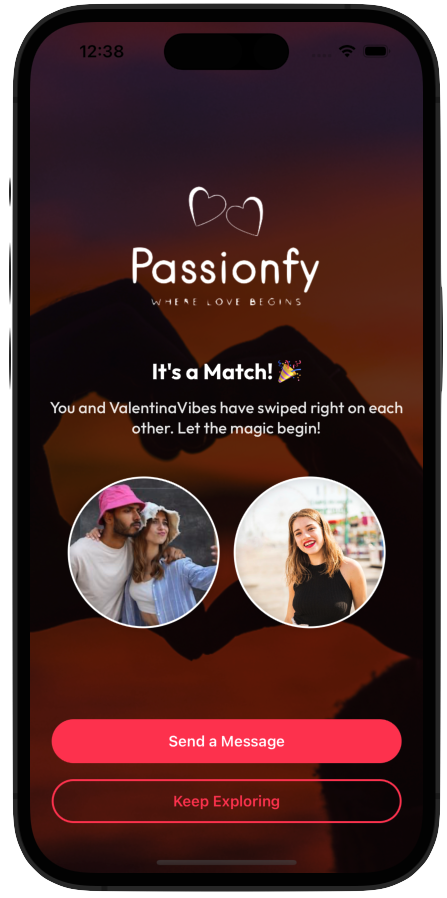 12:38
Passionfy
WHERE LOVE BEGINS
It's a Match! 🎉
You and ValentinaVibes have swiped right on each
other. Let the magic begin!
Send a Message
Keep Exploring